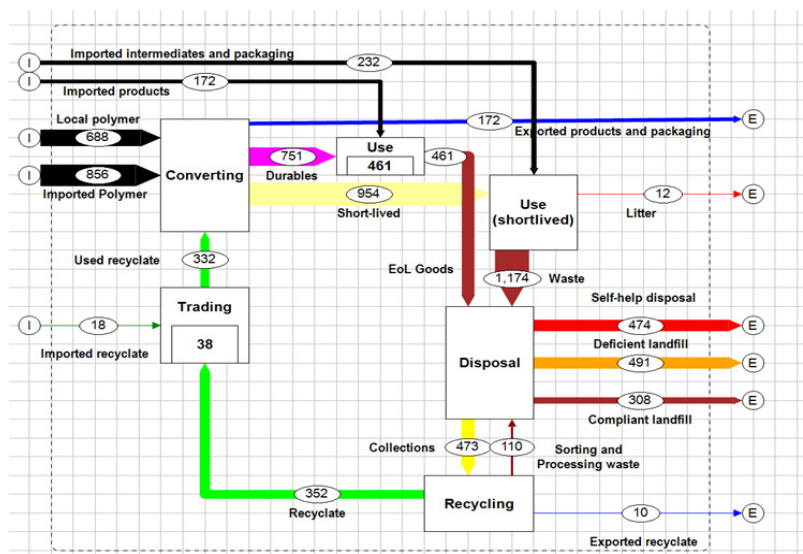 Imported intermediates and packaging
232
I
I
172
Imported products
Local polymer
I
688
172
E
Exported products and packaging
Use
461
461
751
Durables
Converting
I
856
Imported Polymer
954
Short-lived
Use
(shortlived)
12
E
Litter
Used recyclate
332
EoL Goods
1,174
Waste
Trading
38
I
18
Imported recyclate
Self-help disposal
474
E
Deficient landfill
Disposal
491
E
308
E
Compliant landfill
Collections
473
110
Sorting and
Processing waste
352
Recyclate
Recycling
10
E
Exported recyclate